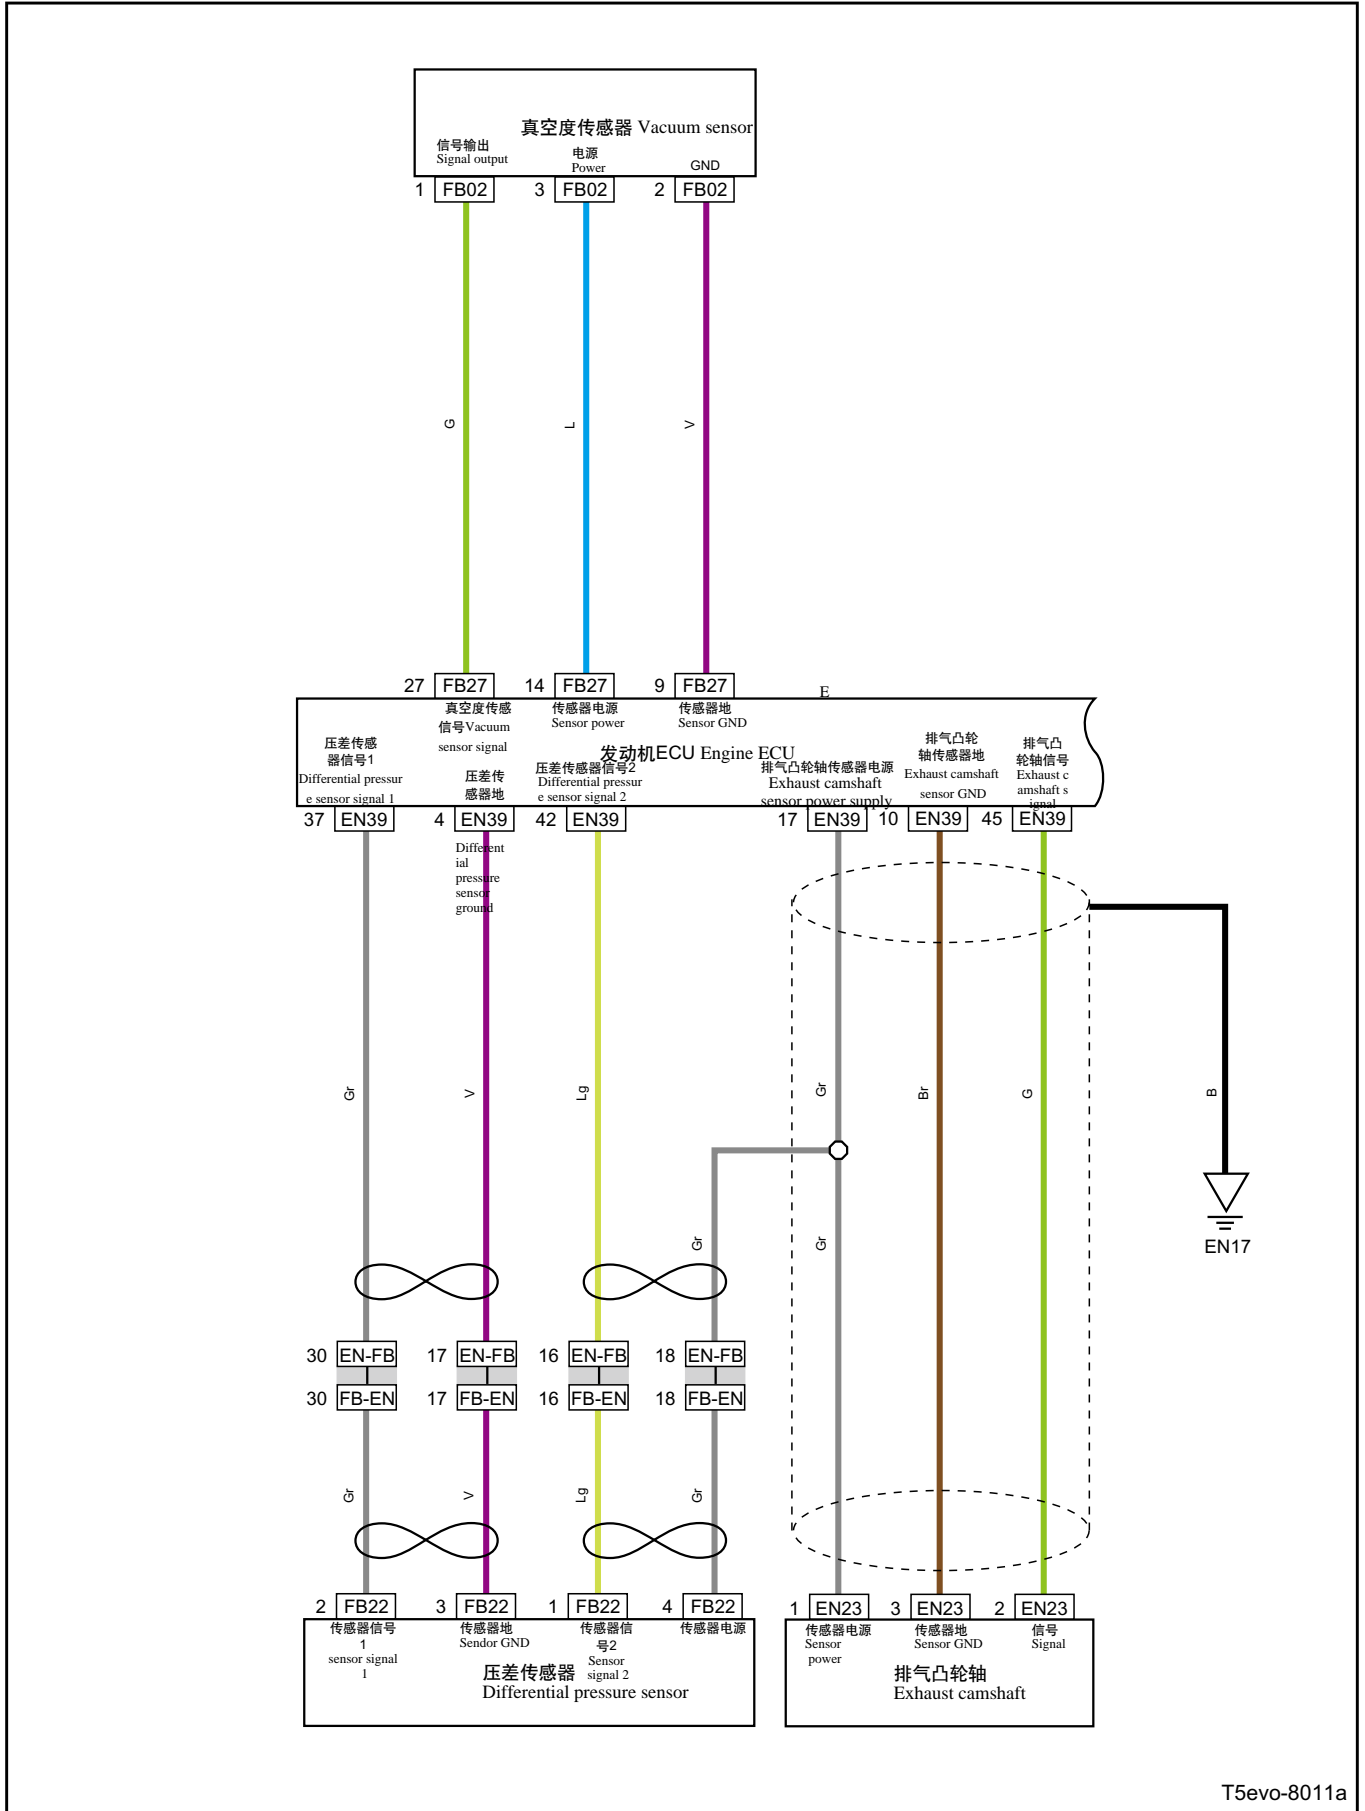 真空度传感器 Vacuum sensor
信号输出
Signal output
电源
Power
GND
1 FB02
3 FB02
2 FB02
G
L
V
27 FB27
14 FB27
9 FB27
E
真空度传感
信号Vacuum
sensor signal
传感器电源
Sensor power
传感器地
Sensor GND
发动机ECU Engine ECU
压差传感
器信号1
Differential pressur
e sensor signal 1
压差传
感器地
压差传感器信号2
Differential pressur
e sensor signal 2
排气凸轮轴传感器电源
Exhaust camshaft
sensor power supply
排气凸轮
轴传感器地
Exhaust camshaft
sensor GND
排气凸
轮轴信号
Exhaust c
amshaft s
ignal
37 EN39
4 EN39
42 EN39
17 EN39
10 EN39
45 EN39
Different
ial
pressure
sensor
ground
Gr
V
Lg
Gr
Br
G
B
Gr
Gr
EN17
30 EN-FB
17 EN-FB
16 EN-FB
18 EN-FB
30 FB-EN
17 FB-EN
16 FB-EN
18 FB-EN
Gr
V
Lg
Gr
2 FB22
3 FB22
1 FB22
4 FB22
1 EN23
3 EN23
2 EN23
传感器信号
1
sensor signal
1
传感器地
Sendor GND
传感器信
号2
Sensor
signal 2
传感器电源
压差传感器
Differential pressure sensor
传感器电源
Sensor
power
传感器地
Sensor GND
信号
Signal
排气凸轮轴
Exhaust camshaft
T5evo-8011a